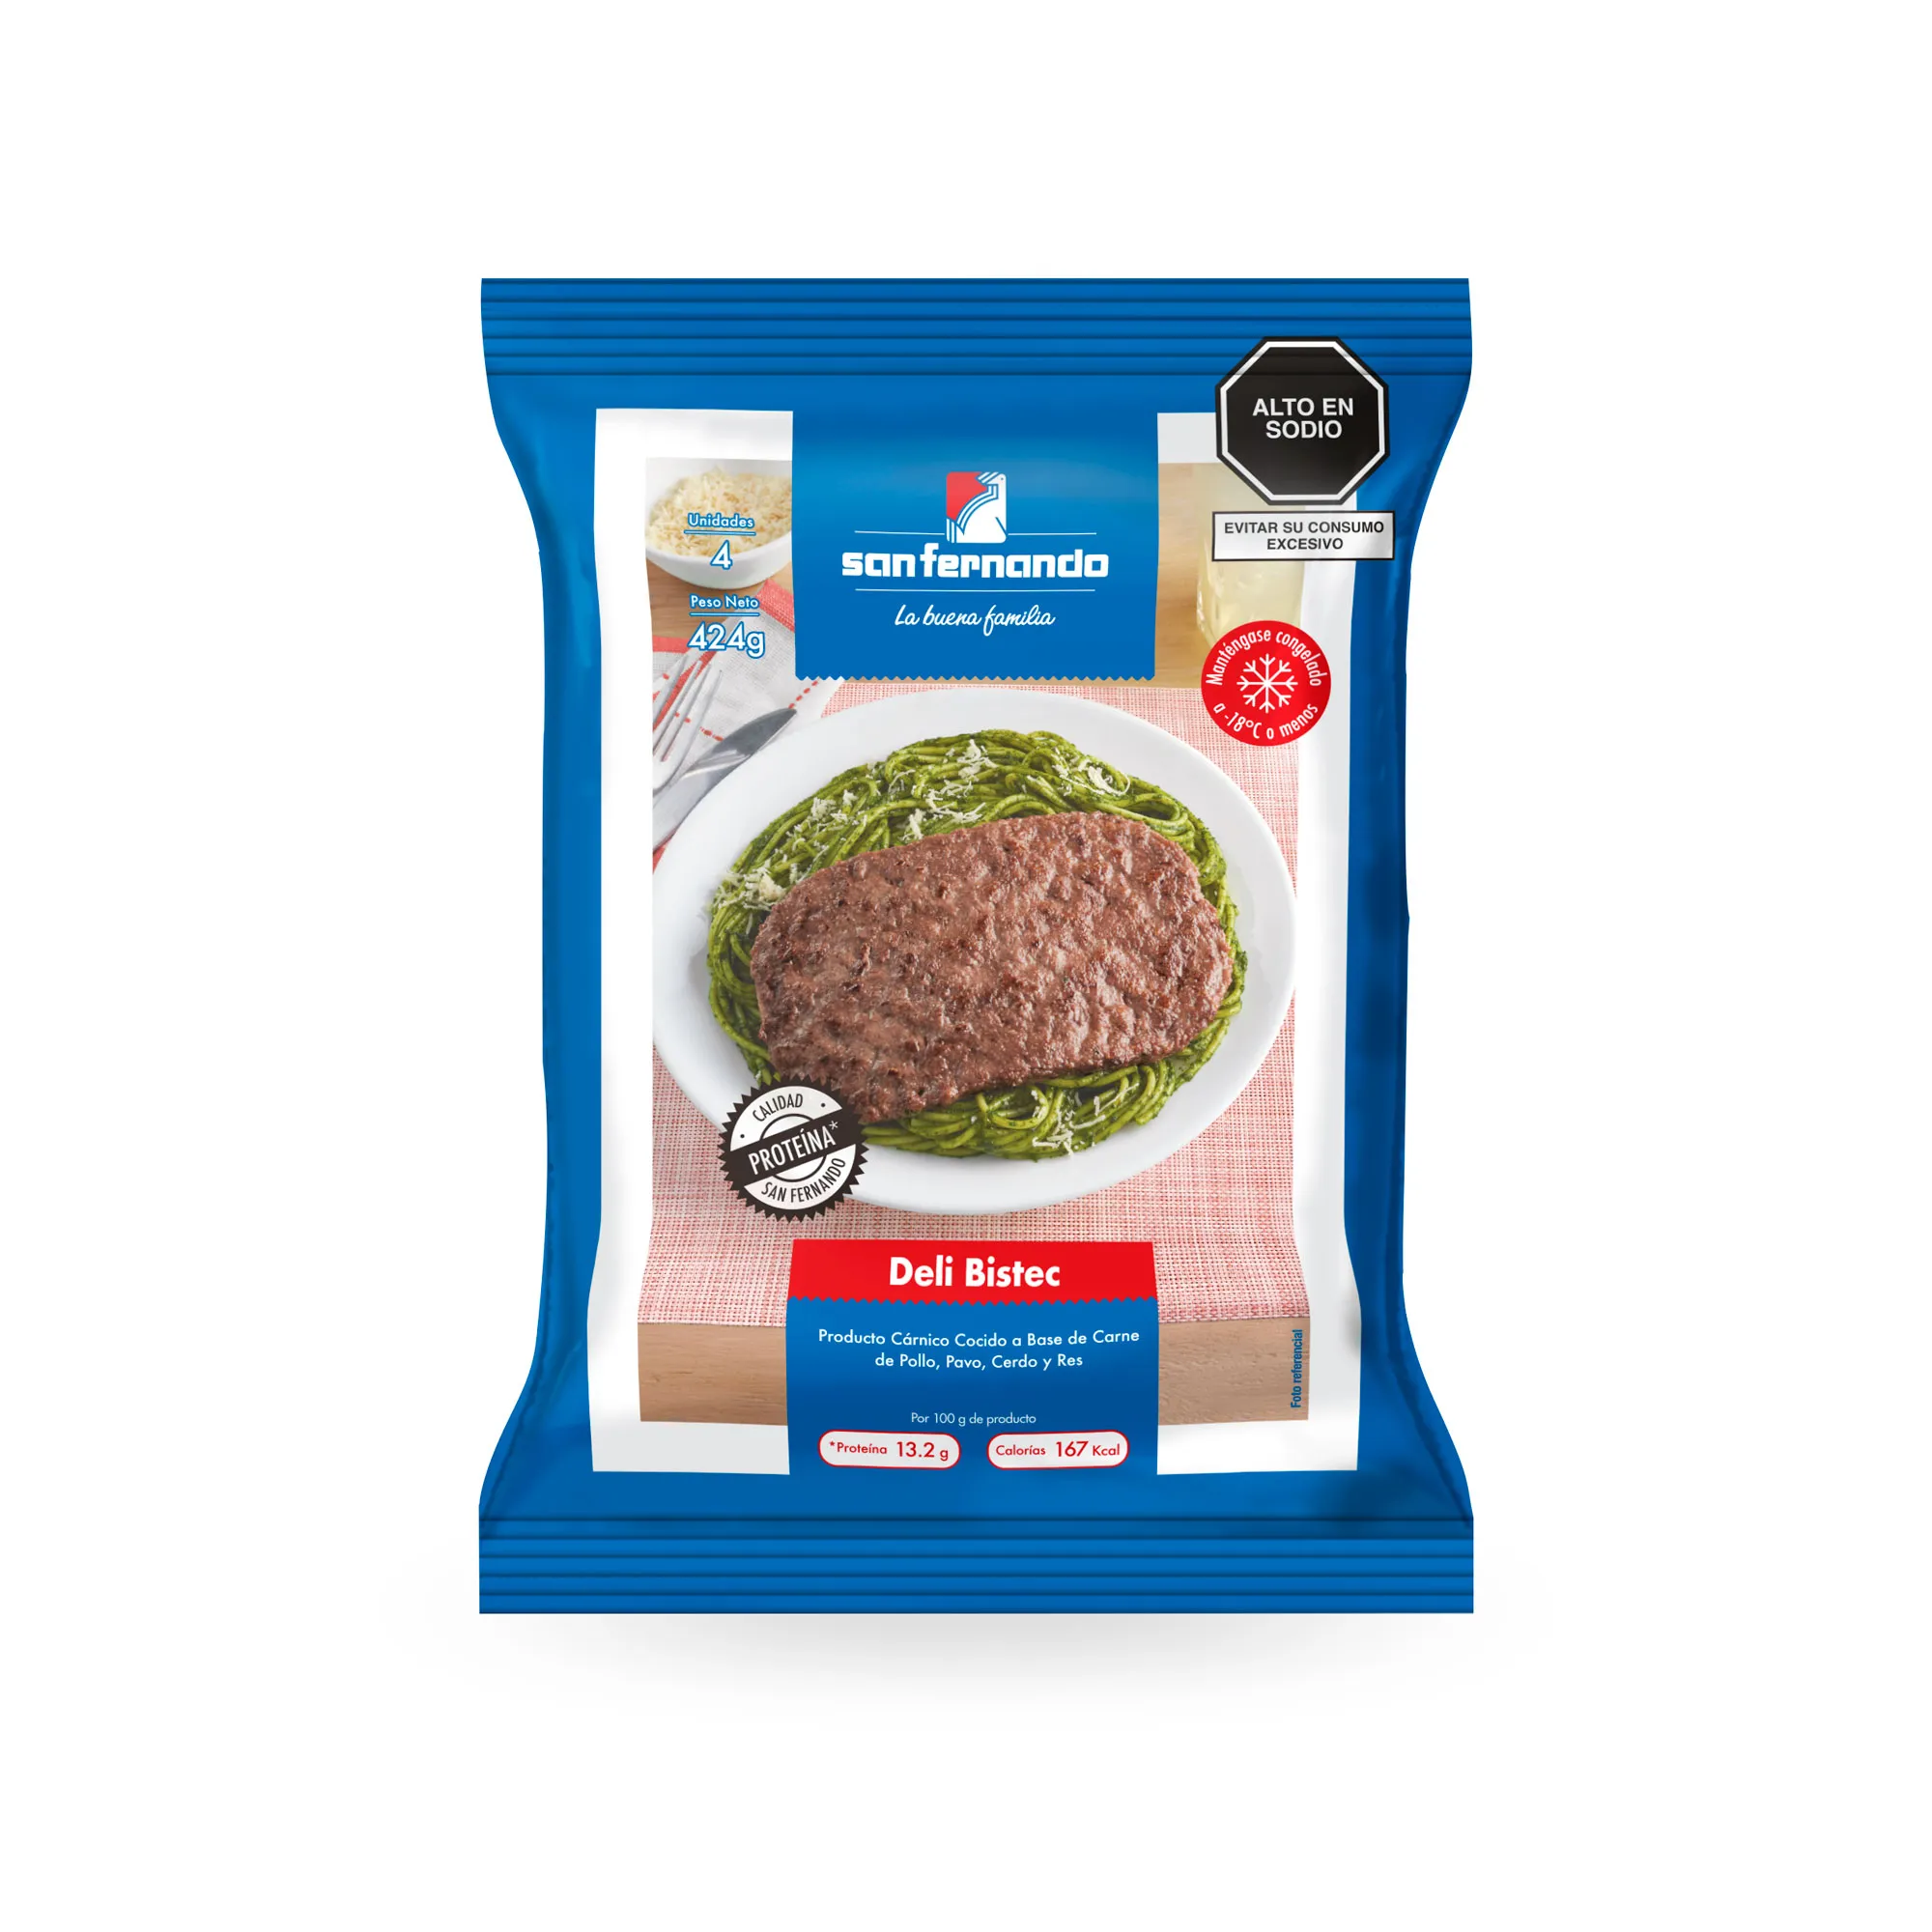 ALTO EN
SODIO
EVITAR SU CONSUMO
EXCESIVO
Unidades
4
Peso Neto
424g
sanfernando
La buena familia
Manténgase congelado
a -18°C o menos
CALIDAD
PROTEÍNA*
SAN FERNANDO
Deli Bistec
Producto Cárnico Cocido a Base de Carne
de Pollo, Pavo, Cerdo y Res
Foto referencial
Por 100 g de producto
*Proteína 13.2 g
Calorías 167 Kcal